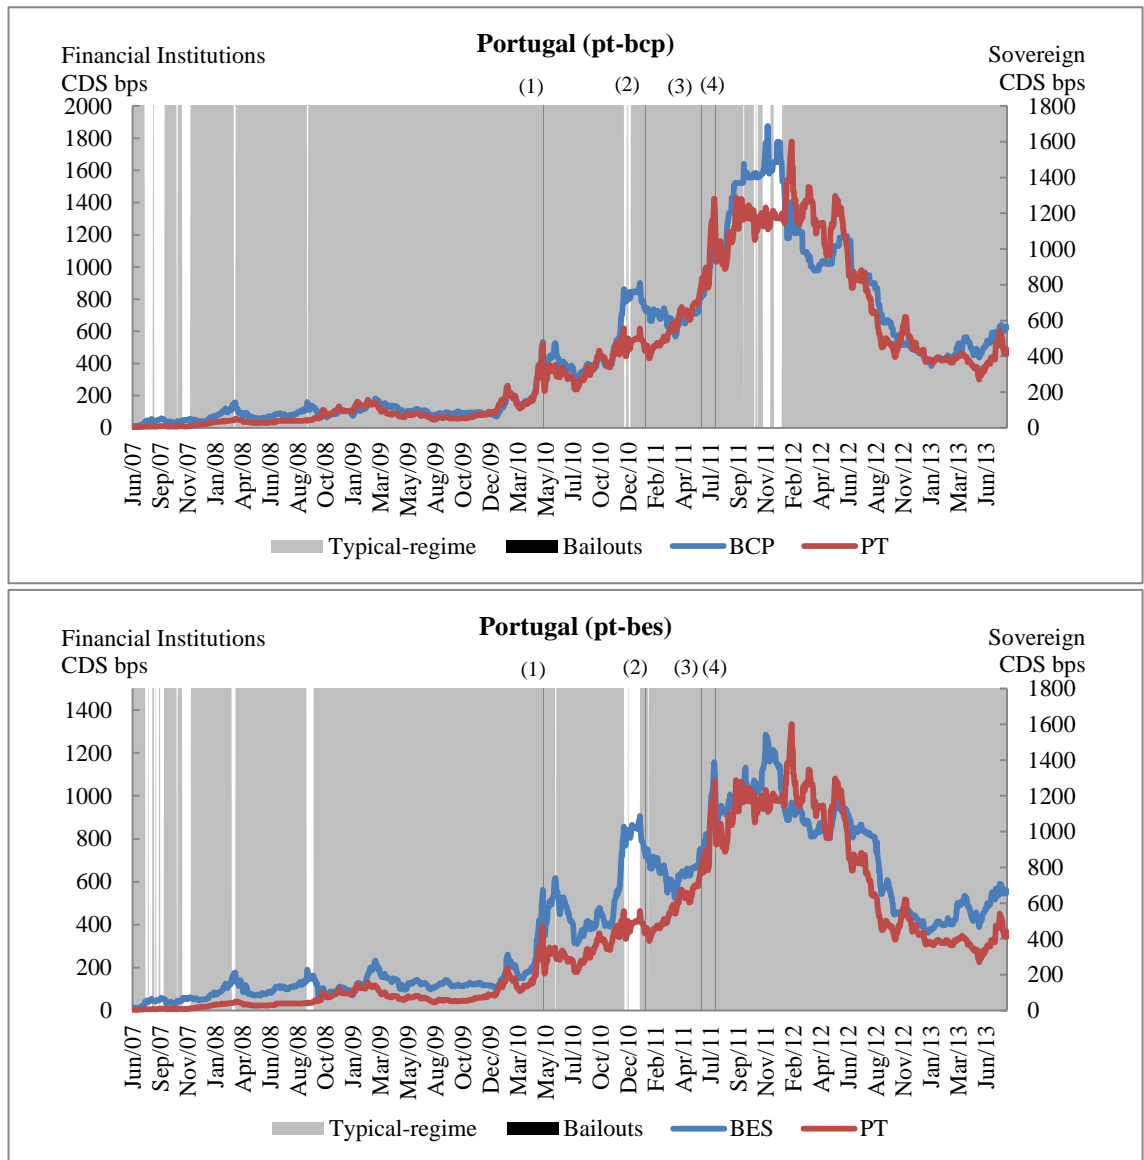 Portugal (pt-bcp)
Financial Institutions
CDS bps
Sovereign
CDS bps
(1) (2) (3) (4)
2000
1800
1600
1400
1200
1000
800
600
400
200
0
1800
1600
1400
1200
1000
800
600
400
200
0
Jun/07 Sep/07 Nov/07 Jan/08 Apr/08 Jun/08 Aug/08 Oct/08 Jan/09 Mar/09 May/09 Aug/09 Oct/09 Dec/09 Mar/10 May/10 Jul/10 Oct/10 Dec/10 Feb/11 Apr/11 Jul/11 Sep/11 Nov/11 Feb/12 Apr/12 Jun/12 Aug/12 Nov/12 Jan/13 Mar/13 Jun/13
Typical-regime Bailouts BCP PT
Portugal (pt-bes)
Financial Institutions
CDS bps
Sovereign
CDS bps
(1) (2) (3) (4)
1400
1200
1000
800
600
400
200
0
1800
1600
1400
1200
1000
800
600
400
200
0
Jun/07 Sep/07 Nov/07 Jan/08 Apr/08 Jun/08 Aug/08 Oct/08 Jan/09 Mar/09 May/09 Aug/09 Oct/09 Dec/09 Mar/10 May/10 Jul/10 Oct/10 Dec/10 Feb/11 Apr/11 Jul/11 Sep/11 Nov/11 Feb/12 Apr/12 Jun/12 Aug/12 Nov/12 Jan/13 Mar/13 Jun/13
Typical-regime Bailouts BES PT